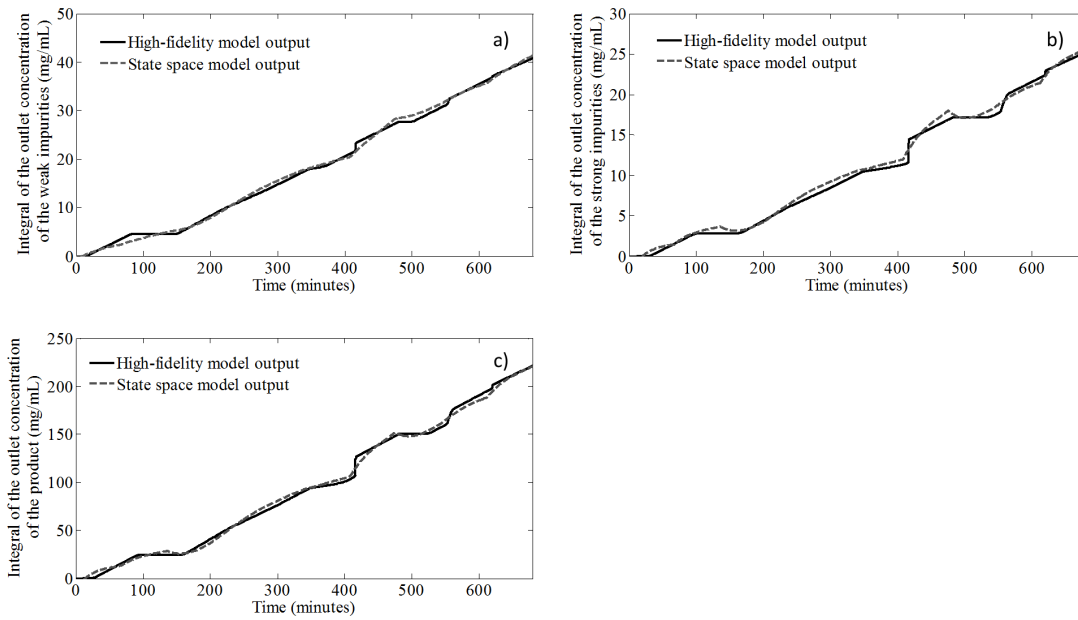 a)
High-fidelity model output
State space model output
Integral of the outlet concentration
of the weak impurities (mg/mL)
50
40
30
20
10
0
0 100 200 300 400 500 600
Time (minutes)
b)
High-fidelity model output
State space model output
Integral of the outlet concentration
of the strong impurities (mg/mL)
30
25
20
15
10
5
0
0 100 200 300 400 500 600
Time (minutes)
c)
High-fidelity model output
State space model output
Integral of the outlet concentration
of the product (mg/mL)
250
200
150
100
50
0
0 100 200 300 400 500 600
Time (minutes)